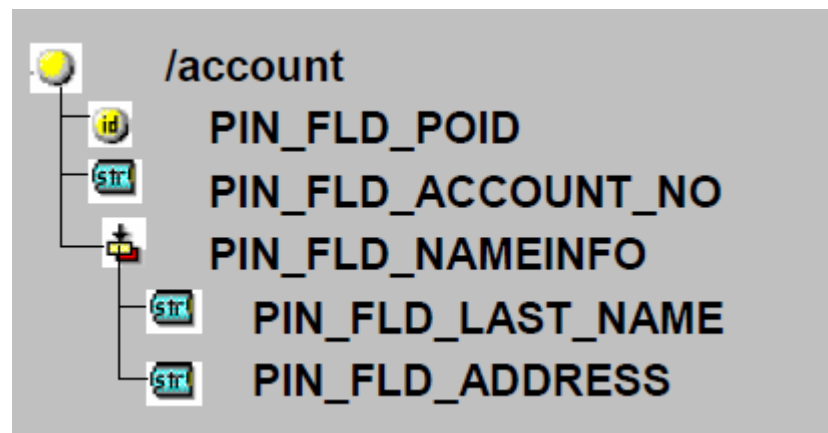 /account
id PIN_FLD_POID
str PIN_FLD_ACCOUNT_NO
PIN_FLD_NAMEINFO
str PIN_FLD_LAST_NAME
str PIN_FLD_ADDRESS